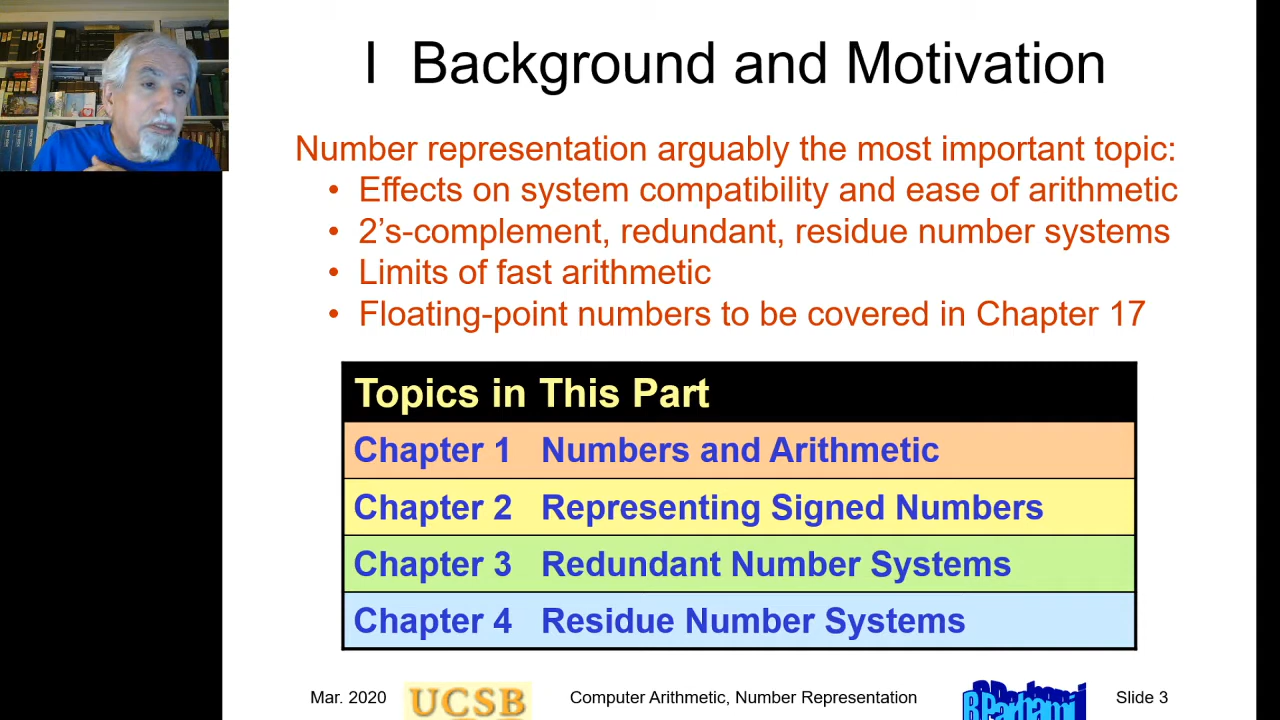 I Background and Motivation
Number representation arguably the most important topic:
• Effects on system compatibility and ease of arithmetic
• 2’s-complement, redundant, residue number systems
• Limits of fast arithmetic
• Floating-point numbers to be covered in Chapter 17
Topics in This Part
Chapter 1 Numbers and Arithmetic
Chapter 2 Representing Signed Numbers
Chapter 3 Redundant Number Systems
Chapter 4 Residue Number Systems
Mar. 2020 UCSB Computer Arithmetic, Number Representation B Parhami Slide 3